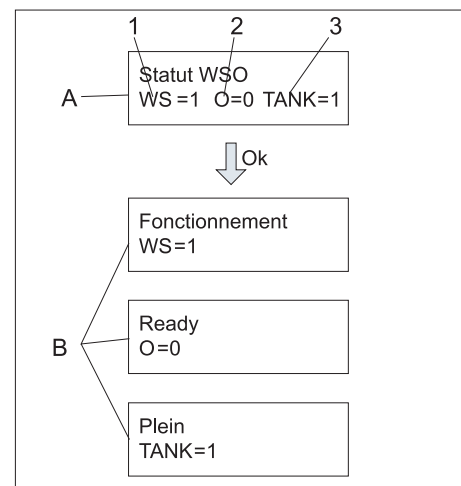 1 2 3
Statut WSO
A WS =1 O=0 TANK=1
Ok
Fonctionnement
WS=1
Ready
B O=0
Plein
TANK=1